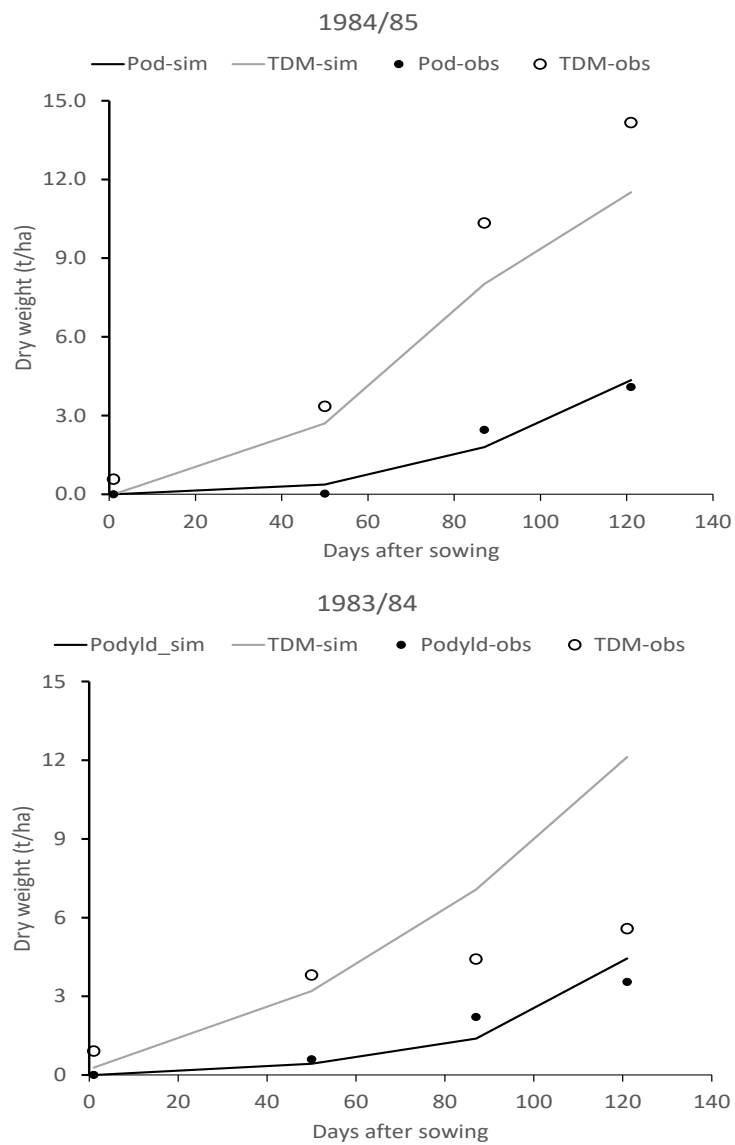 1984/85
Pod-sim TDM-sim Pod-obs TDM-obs
15.0
12.0
9.0
6.0
3.0
0.0
Dry weight (t/ha)
0 20 40 60 80 100 120 140
Days after sowing
1983/84
Podyld_sim TDM-sim Podyld-obs TDM-obs
15
12
9
6
3
0
Dry weight (t/ha)
0 20 40 60 80 100 120 140
Days after sowing